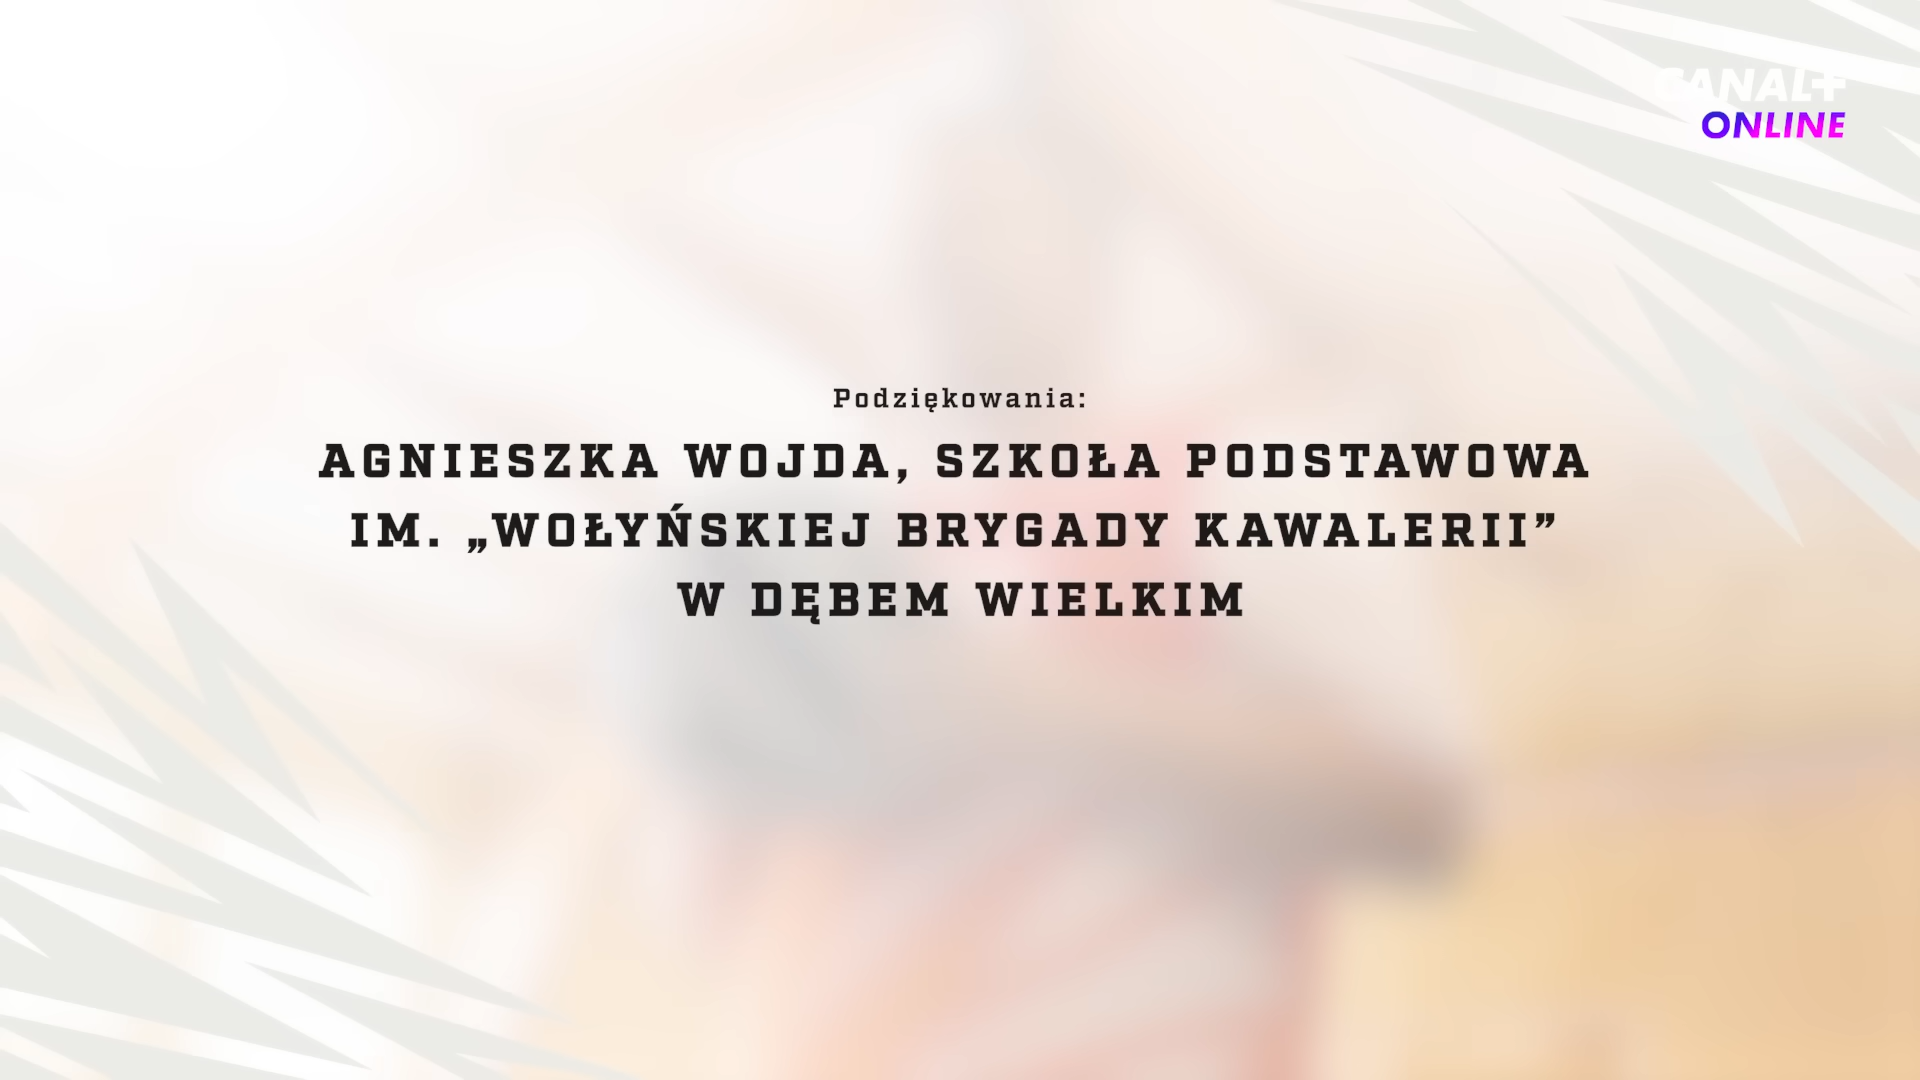 CANAL+
ONLINE
Podziękowania:
AGNIESZKA WOJDA, SZKOŁA PODSTAWOWA
IM. „WOŁYŃSKIEJ BRYGADY KAWALERII”
W DĘBEM WIELKIM